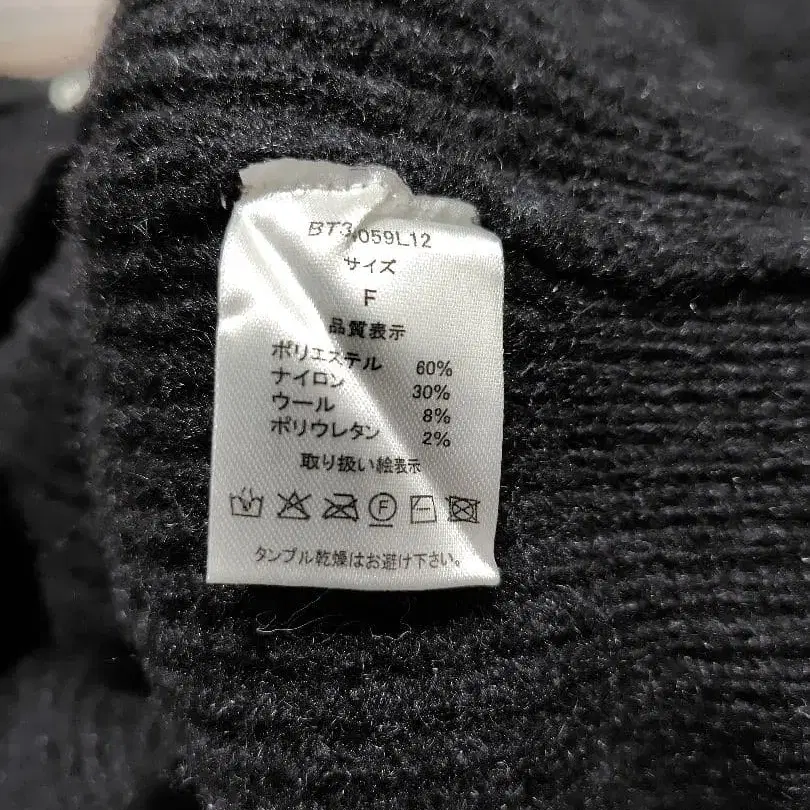 BT3059L12
サイズ
F
品質表示
ポリエステル 60%
ナイロン 30%
ウール 8%
ポリウレタン 2%
取り扱い絵表示
F
タンブル乾燥はお避け下さい。